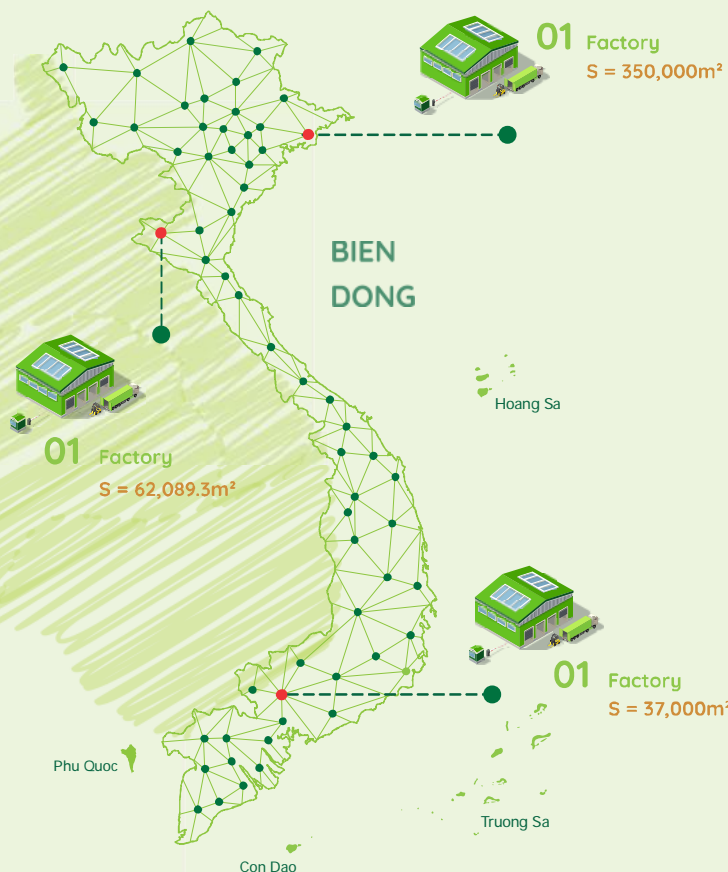 01 Factory
S = 350,000m²
BIEN
DONG
Hoang Sa
01 Factory
S = 62,089.3m²
01 Factory
S = 37,000m²
Phu Quoc
Truong Sa
Con Dao